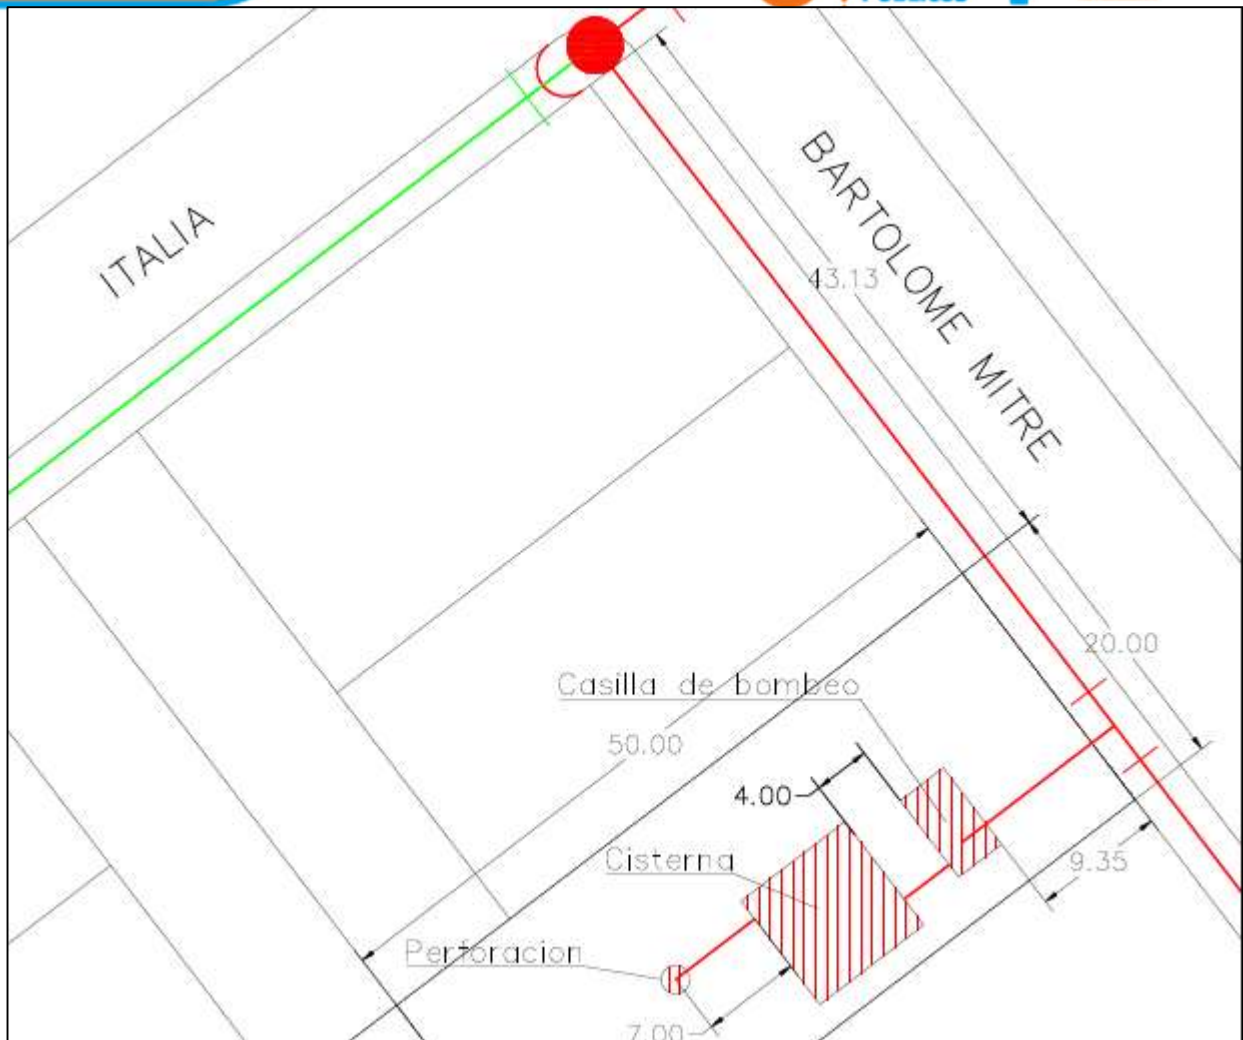 ITALIA
BARTOLOME MITRE
43.13
20.00
Casilla de bombeo
50.00
4.00
Cisterna
9.35
Perforacion
7.00